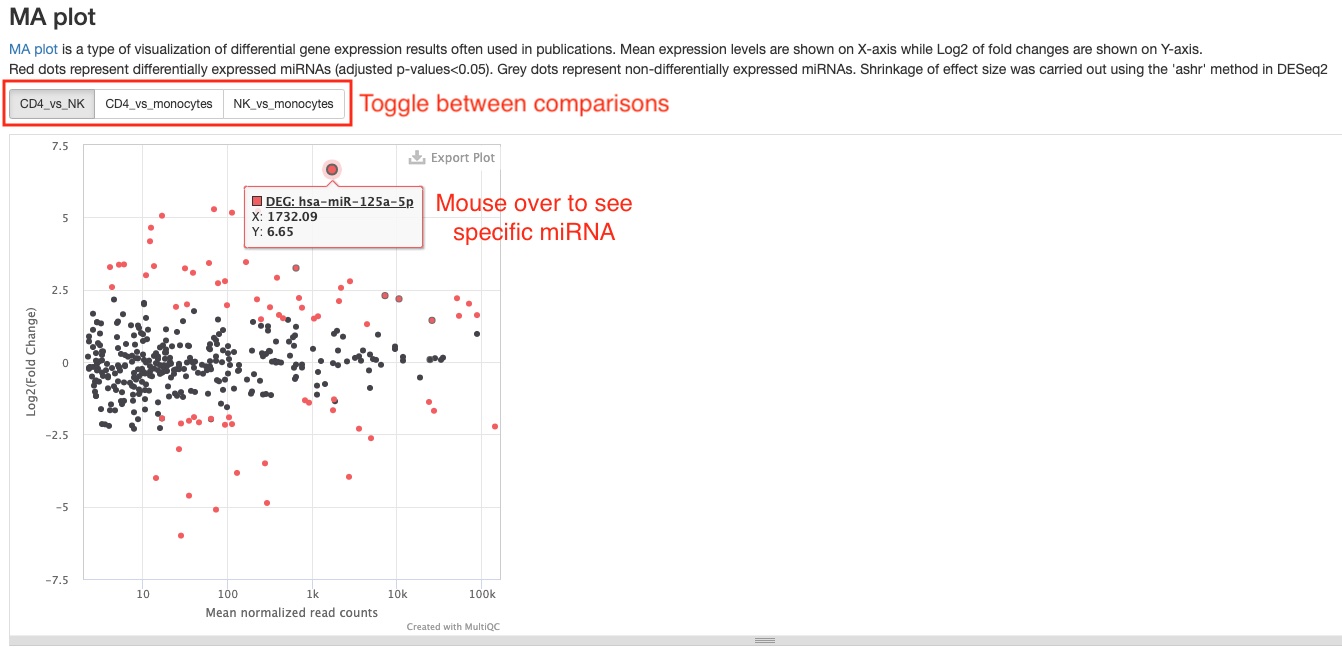 MA plot
MA plot is a type of visualization of differential gene expression results often used in publications. Mean expression levels are shown on X-axis while Log2 of fold changes are shown on Y-axis.
Red dots represent differentially expressed miRNAs (adjusted p-values<0.05). Grey dots represent non-differentially expressed miRNAs. Shrinkage of effect size was carried out using the 'ashr' method in DESeq2
CD4_vs_NK CD4_vs_monocytes NK_vs_monocytes Toggle between comparisons
Export Plot
DEG: hsa-miR-125a-5p
X: 1732.09
Y: 6.65
Mouse over to see
specific miRNA
7.5
5
2.5
0
−2.5
−5
−7.5
Log2(Fold Change)
10 100 1k 10k 100k
Mean normalized read counts
Created with MultiQC